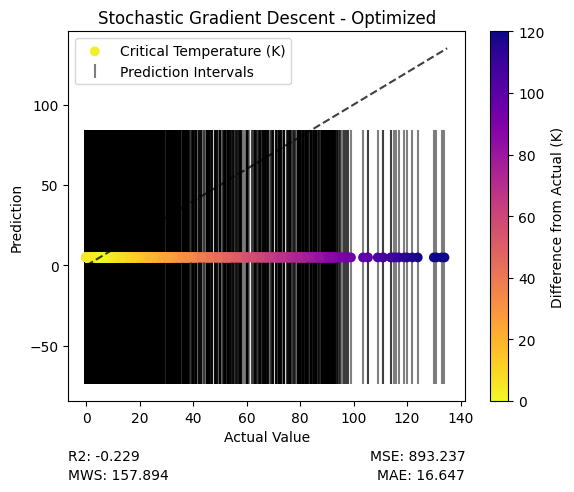 Stochastic Gradient Descent - Optimized
Critical Temperature (K)
Prediction Intervals
Prediction
100
50
0
−50
0
20
40
60
80
100
120
140
Actual Value
120
100
80
60
40
20
0
Difference from Actual (K)
R2: -0.229
MSE: 893.237
MWS: 157.894
MAE: 16.647